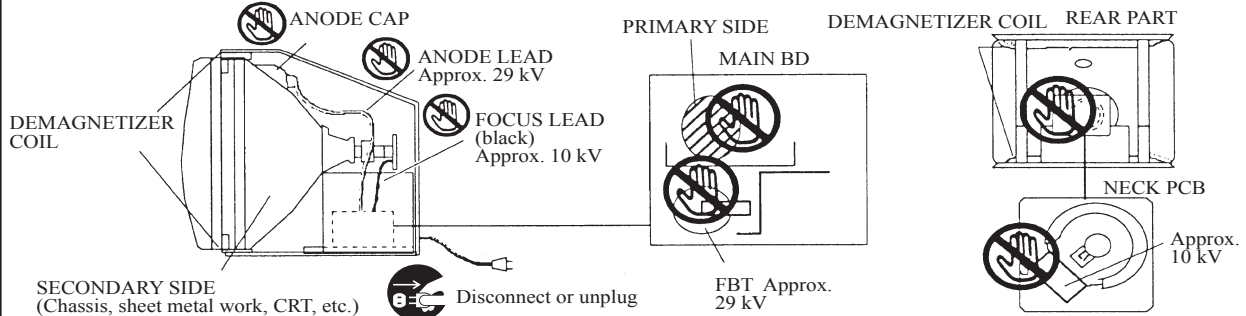 ANODE CAP
ANODE LEAD
Approx. 29 kV
FOCUS LEAD
(black)
Approx. 10 kV
DEMAGNETIZER
COIL
SECONDARY SIDE
(Chassis, sheet metal work, CRT, etc.)
Disconnect or unplug
PRIMARY SIDE
MAIN BD
FBT Approx.
29 kV
DEMAGNETIZER COIL
REAR PART
NECK PCB
Approx.
10 kV